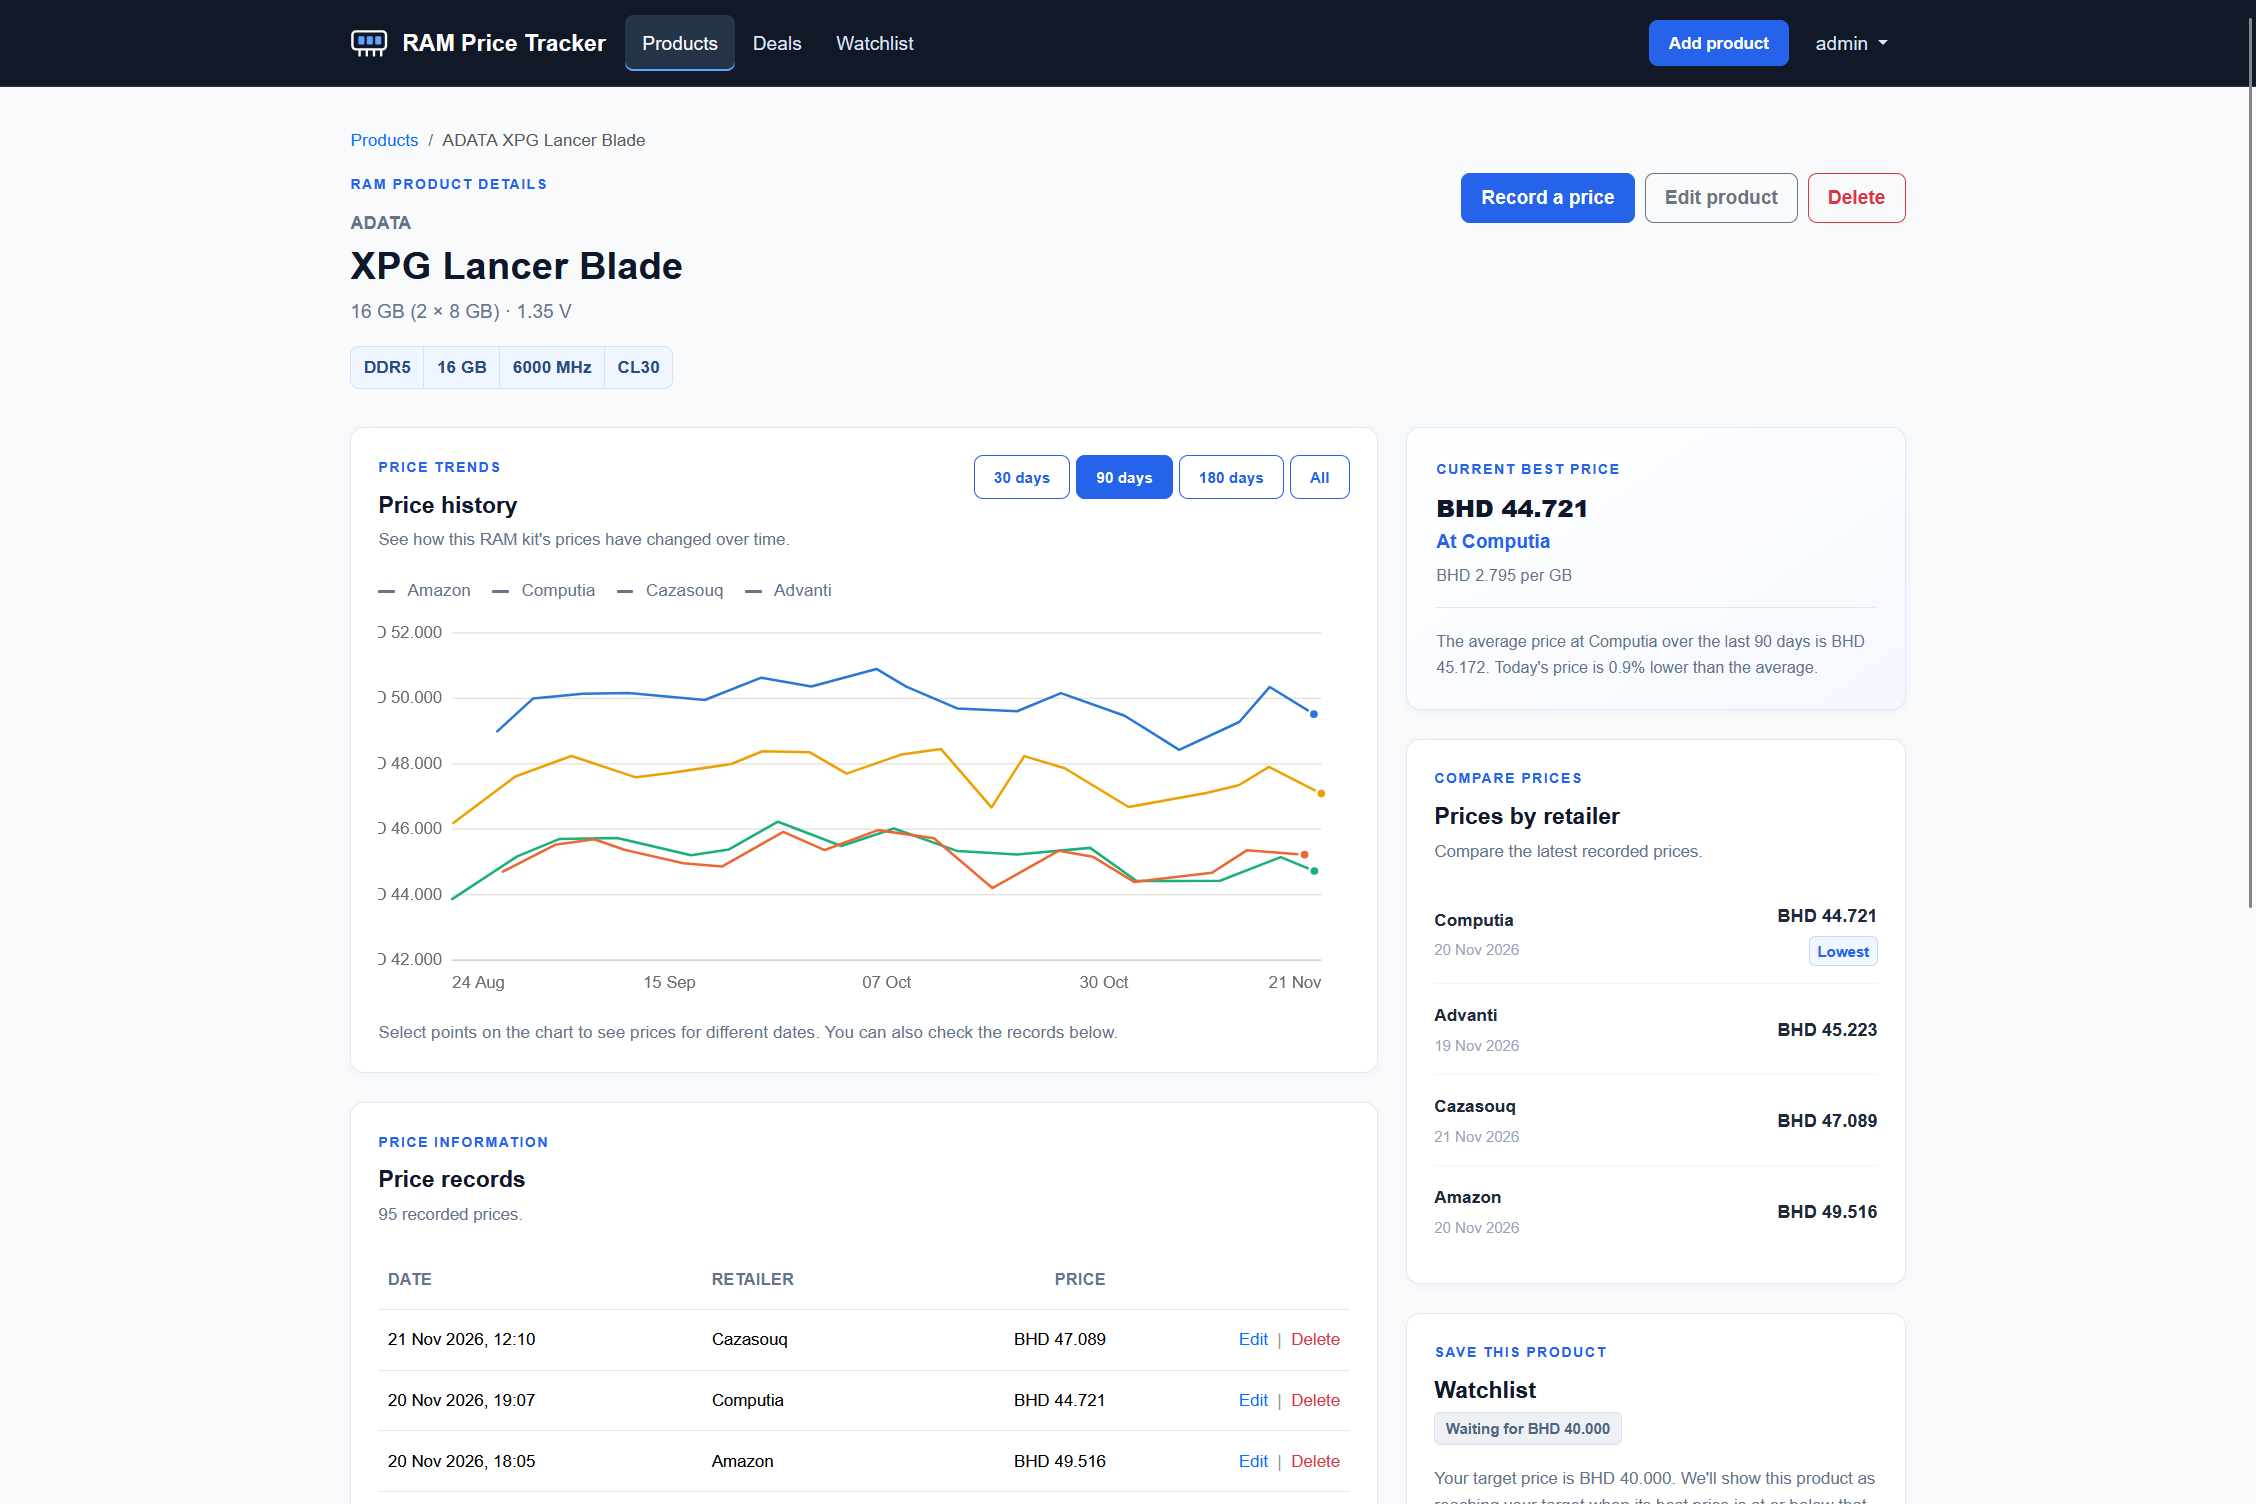 RAM Price Tracker
Products
Deals
Watchlist
Add product
admin
Products / ADATA XPG Lancer Blade
RAM PRODUCT DETAILS
Record a price
Edit product
Delete
ADATA
XPG Lancer Blade
16 GB (2 × 8 GB) · 1.35 V
DDR5
16 GB
6000 MHz
CL30
PRICE TRENDS
30 days
90 days
180 days
All
Price history
See how this RAM kit's prices have changed over time.
Amazon
Computia
Cazasouq
Advanti
D 52.000
D 50.000
D 48.000
D 46.000
D 44.000
D 42.000
24 Aug
15 Sep
07 Oct
30 Oct
21 Nov
Select points on the chart to see prices for different dates. You can also check the records below.
PRICE INFORMATION
Price records
95 recorded prices.
DATE RETAILER PRICE
21 Nov 2026, 12:10 Cazasouq BHD 47.089 Edit | Delete
20 Nov 2026, 19:07 Computia BHD 44.721 Edit | Delete
20 Nov 2026, 18:05 Amazon BHD 49.516 Edit | Delete
CURRENT BEST PRICE
BHD 44.721
At Computia
BHD 2.795 per GB
The average price at Computia over the last 90 days is BHD
45.172. Today's price is 0.9% lower than the average.
COMPARE PRICES
Prices by retailer
Compare the latest recorded prices.
Computia
BHD 44.721
20 Nov 2026
Lowest
Advanti
BHD 45.223
19 Nov 2026
Cazasouq
BHD 47.089
21 Nov 2026
Amazon
BHD 49.516
20 Nov 2026
SAVE THIS PRODUCT
Watchlist
Waiting for BHD 40.000
Your target price is BHD 40.000. We'll show this product as
reaching your target when its best price is at or below that